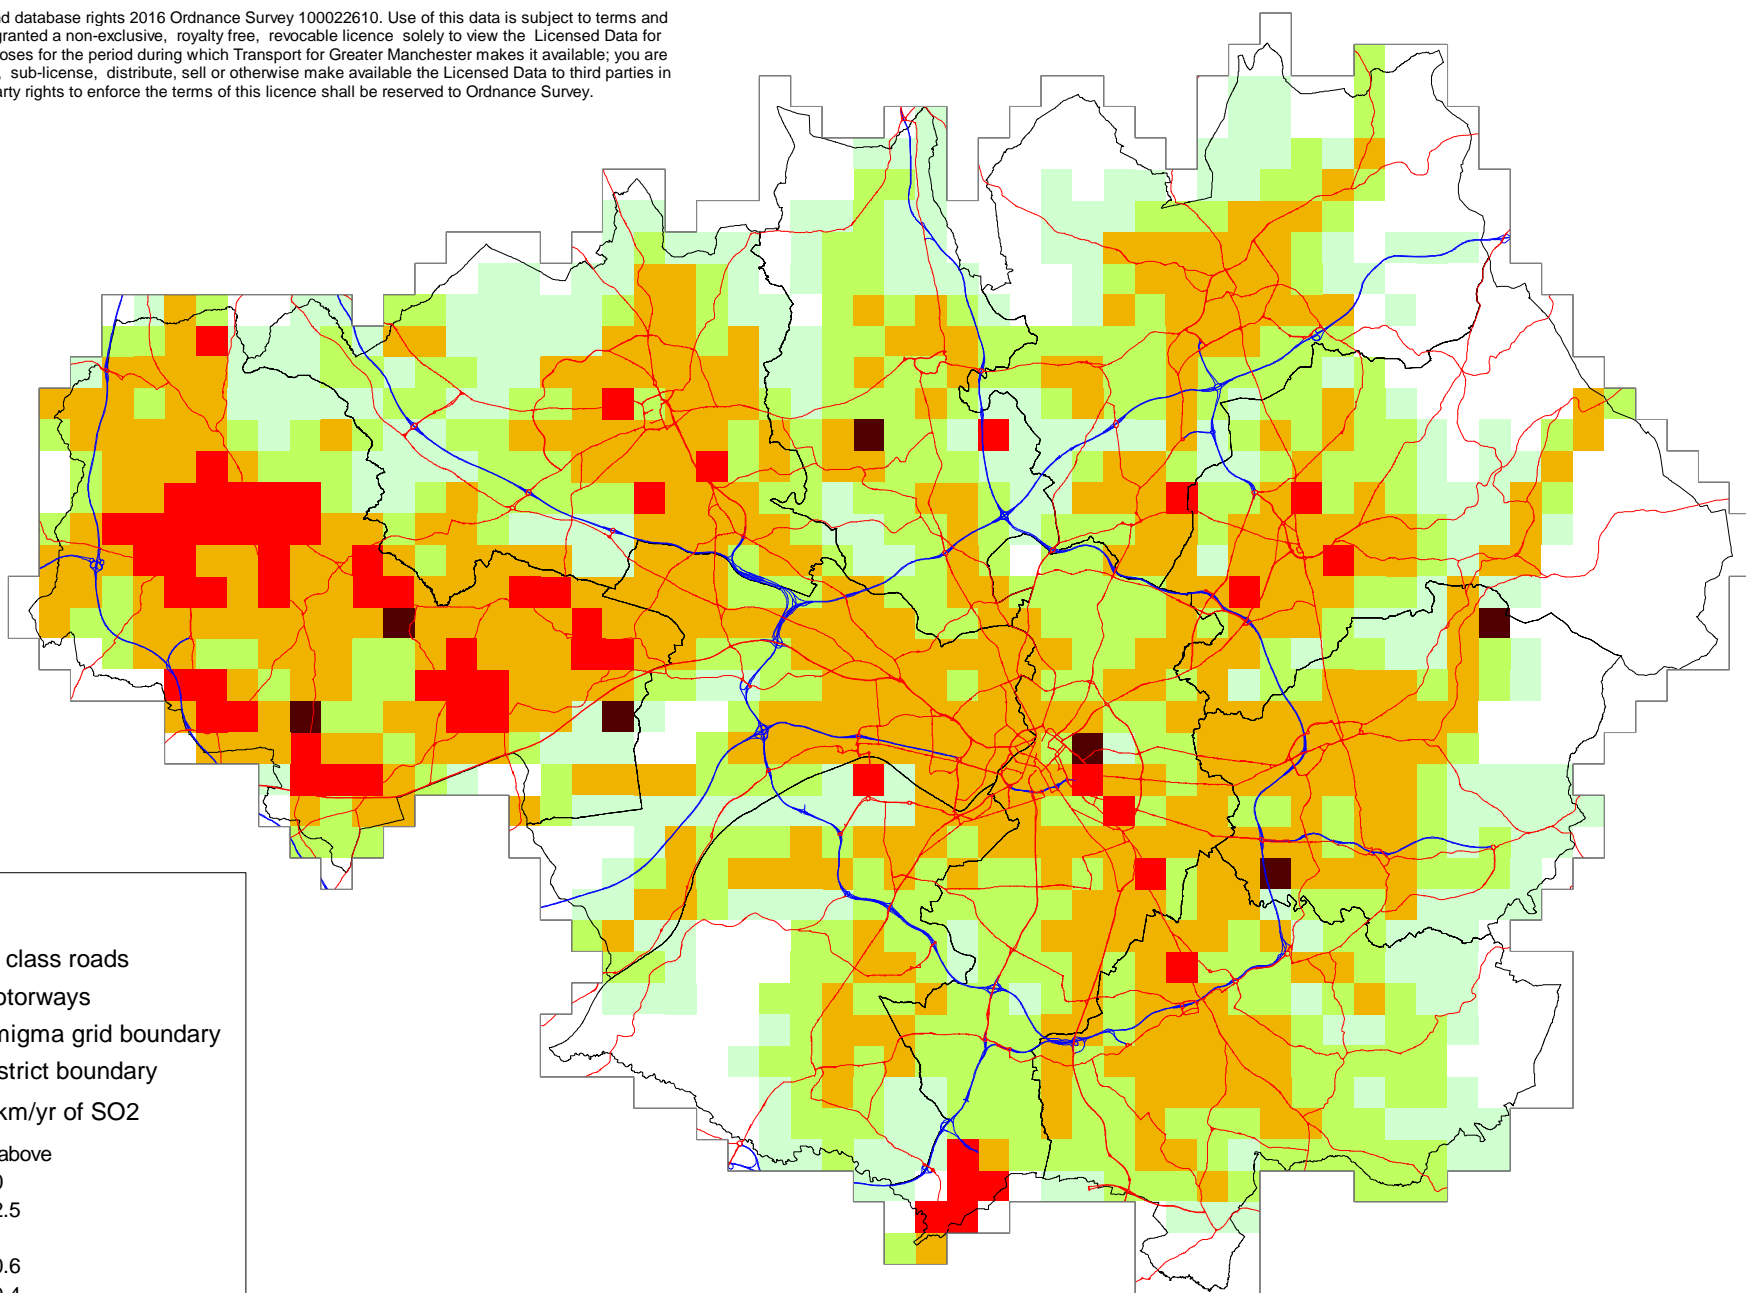 d database rights 2016 Ordnance Survey 100022610. Use of this data is subject to terms and
granted a non-exclusive, royalty free, revocable licence solely to view the Licensed Data for
oses for the period during which Transport for Greater Manchester makes it available; you are
, sub-license, distribute, sell or otherwise make available the Licensed Data to third parties in
arty rights to enforce the terms of this licence shall be reserved to Ordnance Survey.
class roads
otorways
migma grid boundary
strict boundary
km/yr of SO2
above
0
2.5
0.6